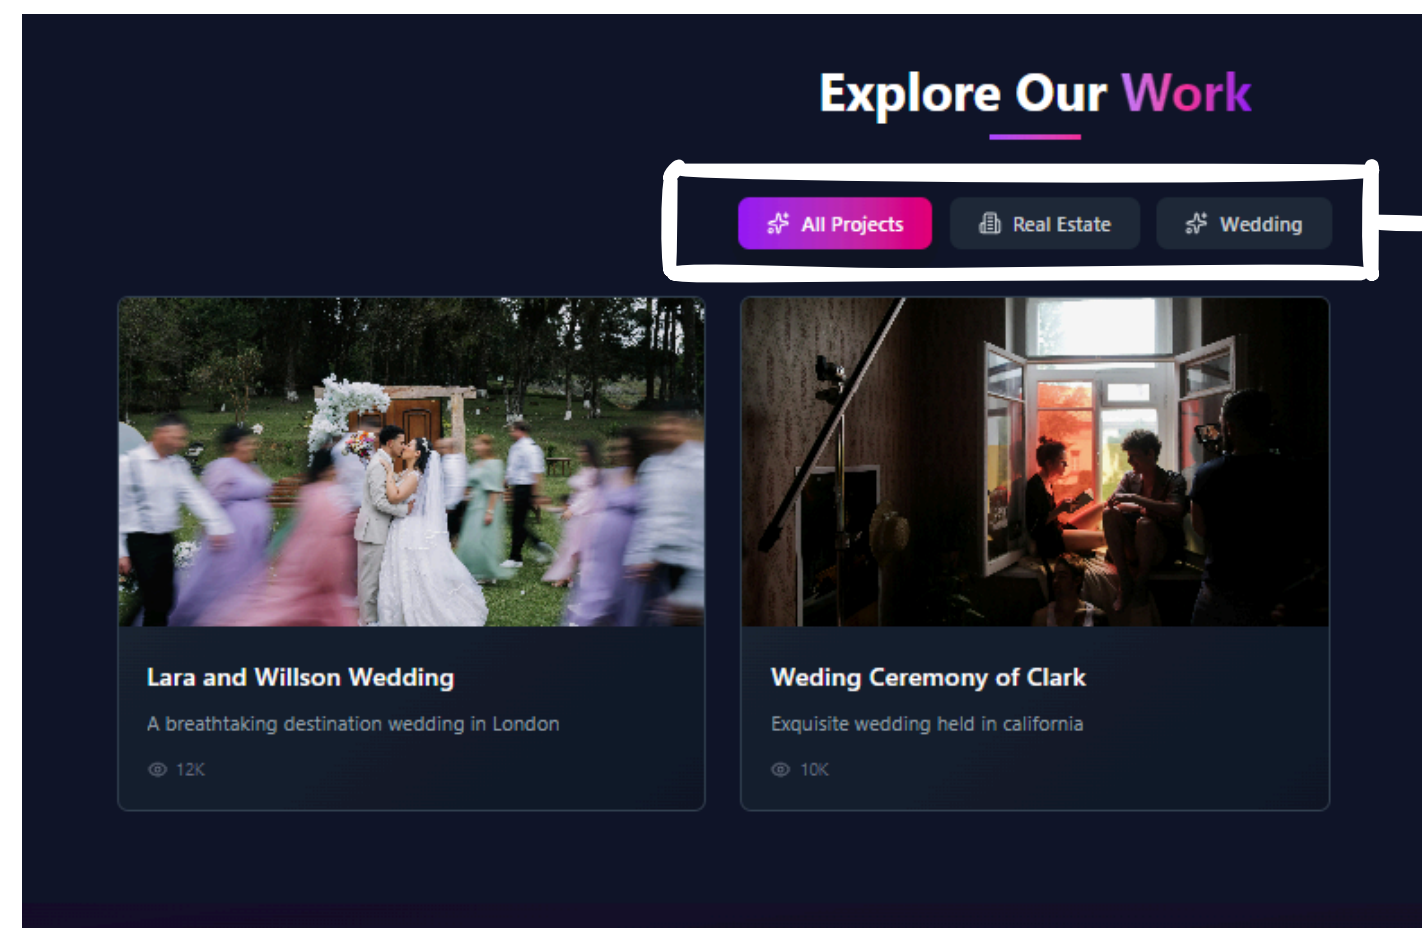 Explore Our Work
All Projects
Real Estate
Wedding
Lara and Willson Wedding
A breathtaking destination wedding in London
12K
Weding Ceremony of Clark
Exquisite wedding held in california
10K